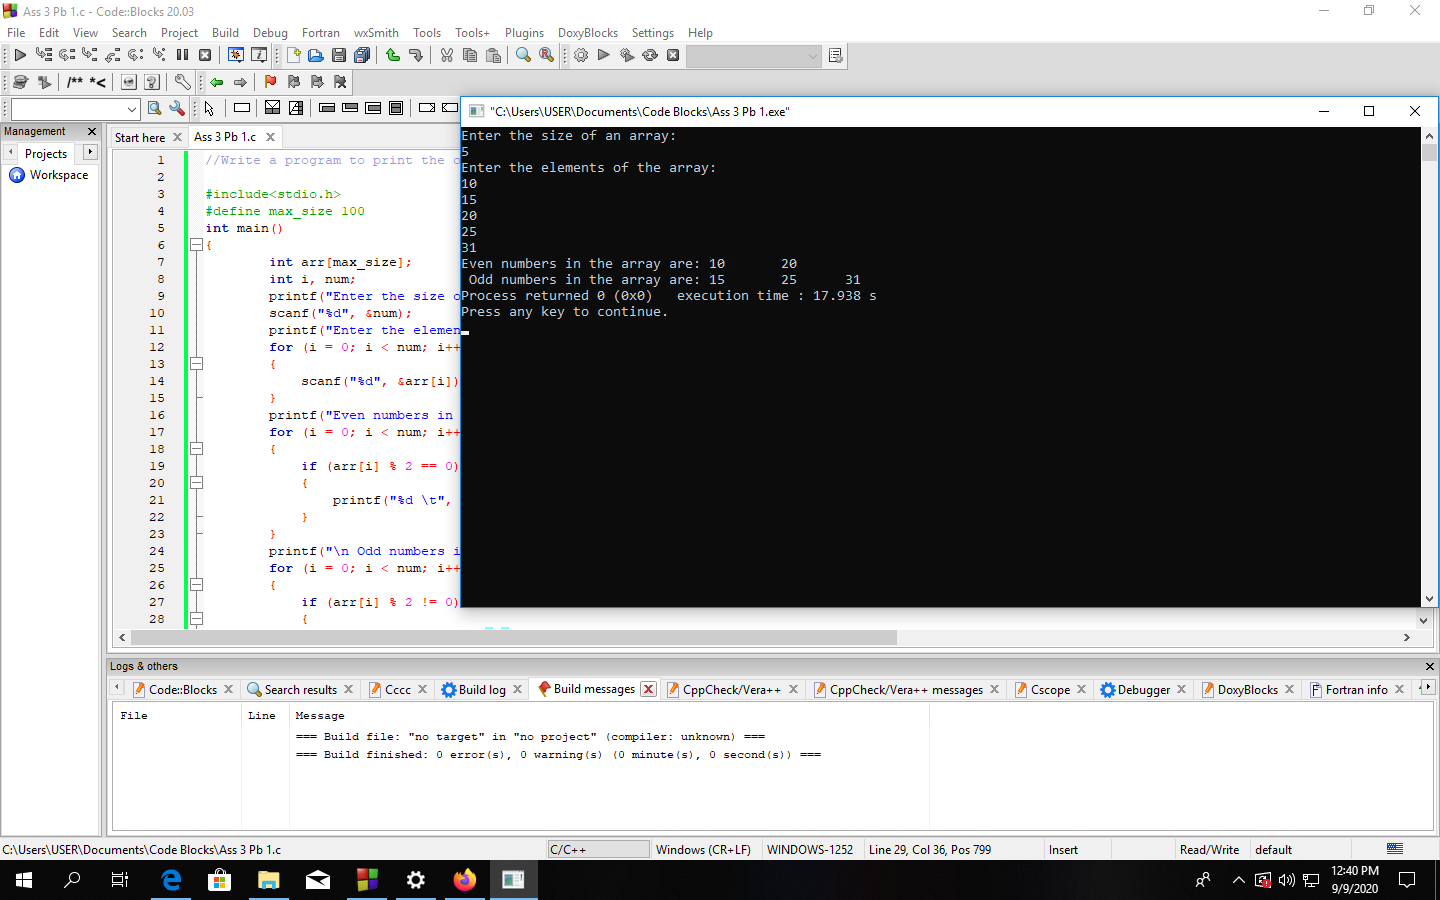 Ass 3 Pb 1.c - Code::Blocks 20.03
File Edit View Search Project Build Debug Fortran wxSmith Tools Tools+ Plugins DoxyBlocks Settings Help
/** *<
"C:\Users\USER\Documents\Code Blocks\Ass 3 Pb 1.exe"
Management
Projects
Workspace
Start here
Ass 3 Pb 1.c
1 //Write a program to print the
2
3 #include<stdio.h>
4 #define max_size 100
5 int main()
6 {
7 int arr[max_size];
8 int i, num;
9 printf("Enter the size
10 scanf("%d", &num);
11 printf("Enter the elemen
12 for (i = 0; i < num; i++
13 {
14 scanf("%d", &arr[i])
15 }
16 printf("Even numbers in
17 for (i = 0; i < num; i++
18 {
19 if (arr[i] % 2 == 0)
20 {
21 printf("%d \t",
22 }
23 }
24 printf("\n Odd numbers i
25 for (i = 0; i < num; i++
26 {
27 if (arr[i] % 2 != 0)
28 {
Enter the size of an array:
5
Enter the elements of the array:
10
15
20
25
31
Even numbers in the array are: 10 20
Odd numbers in the array are: 15 25 31
Process returned 0 (0x0) execution time : 17.938 s
Press any key to continue.
Logs & others
Code::Blocks Search results Cccc Build log Build messages CppCheck/Vera++ CppCheck/Vera++ messages Cscope Debugger DoxyBlocks Fortran info
File Line Message
=== Build file: "no target" in "no project" (compiler: unknown) ===
=== Build finished: 0 error(s), 0 warning(s) (0 minute(s), 0 second(s)) ===
C:\Users\USER\Documents\Code Blocks\Ass 3 Pb 1.c C/C++ Windows (CR+LF) WINDOWS-1252 Line 29, Col 36, Pos 799 Insert Read/Write default
12:40 PM
9/9/2020